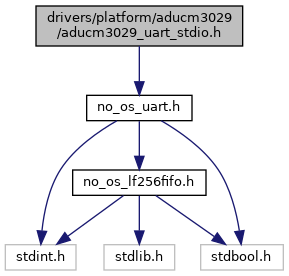 drivers/platform/aducm3029
/aducm3029_uart_stdio.h
no_os_uart.h
no_os_lf256fifo.h
stdint.h
stdlib.h
stdbool.h